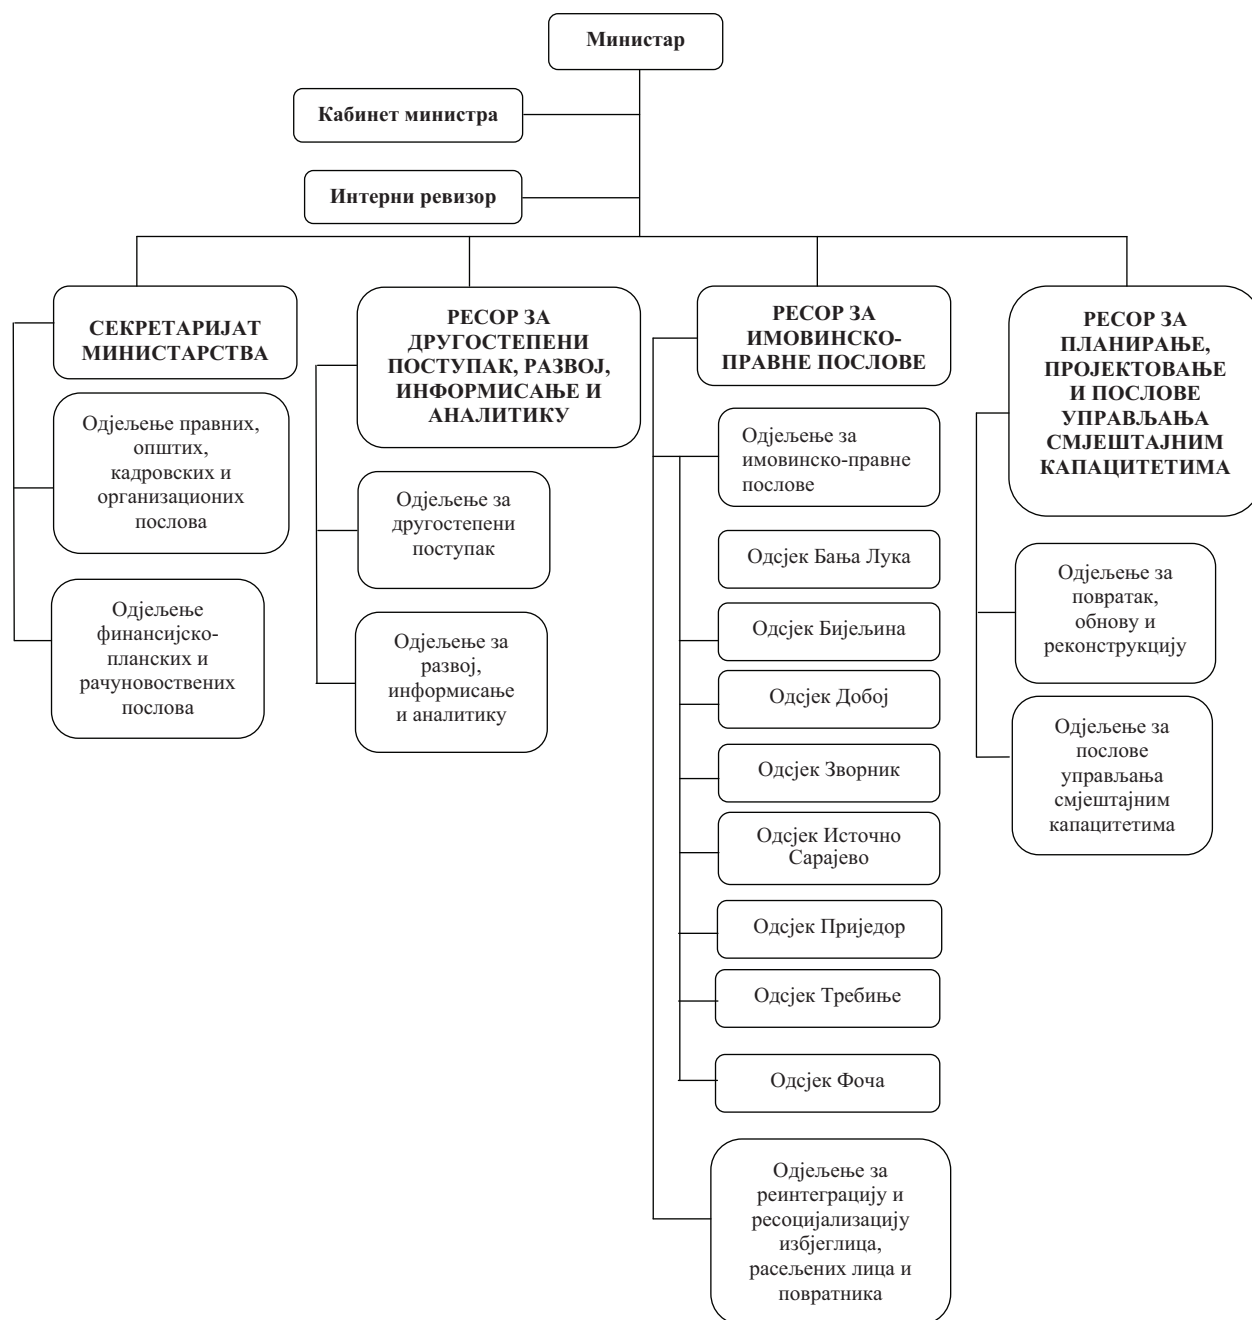 Министар
Кабинет министра
Интерни ревизор
СЕКРЕТАРИЈАТ
МИНИСТАРСТВА
Одјељење правних,
општих,
кадровских и
организационих
послова
Одјељење
финансијско-
планских и
рачуновоствених
послова
РЕСОР ЗА
ДРУГОСТЕПЕНИ
ПОСТУПАК, РАЗВОЈ,
ИНФОРМИСАЊЕ И
АНАЛИТИКУ
Одјељење за
другостепени
поступак
Одјељење за
развој,
информисање
и аналитику
РЕСОР ЗА
ИМОВИНСКО-
ПРАВНЕ ПОСЛОВЕ
Одјељење за
имовинско-правне
послове
Одсјек Бања Лука
Одсјек Бијељина
Одсјек Добој
Одсјек Зворник
Одсјек Источно
Сарајево
Одсјек Приједор
Одсјек Требиње
Одсјек Фоча
Одјељење за
реинтеграцију и
ресоцијализацију
избјеглица,
расељених лица и
повратника
РЕСОР ЗА
ПЛАНИРАЊЕ,
ПРОЈЕКТОВАЊЕ
И ПОСЛОВЕ
УПРАВЉАЊА
СМЈЕШТАЈНИМ
КАПАЦИТЕТИМА
Одјељење за
повратак,
обнову и
реконструкцију
Одјељење за
послове
управљања
смјештајним
капацитетима